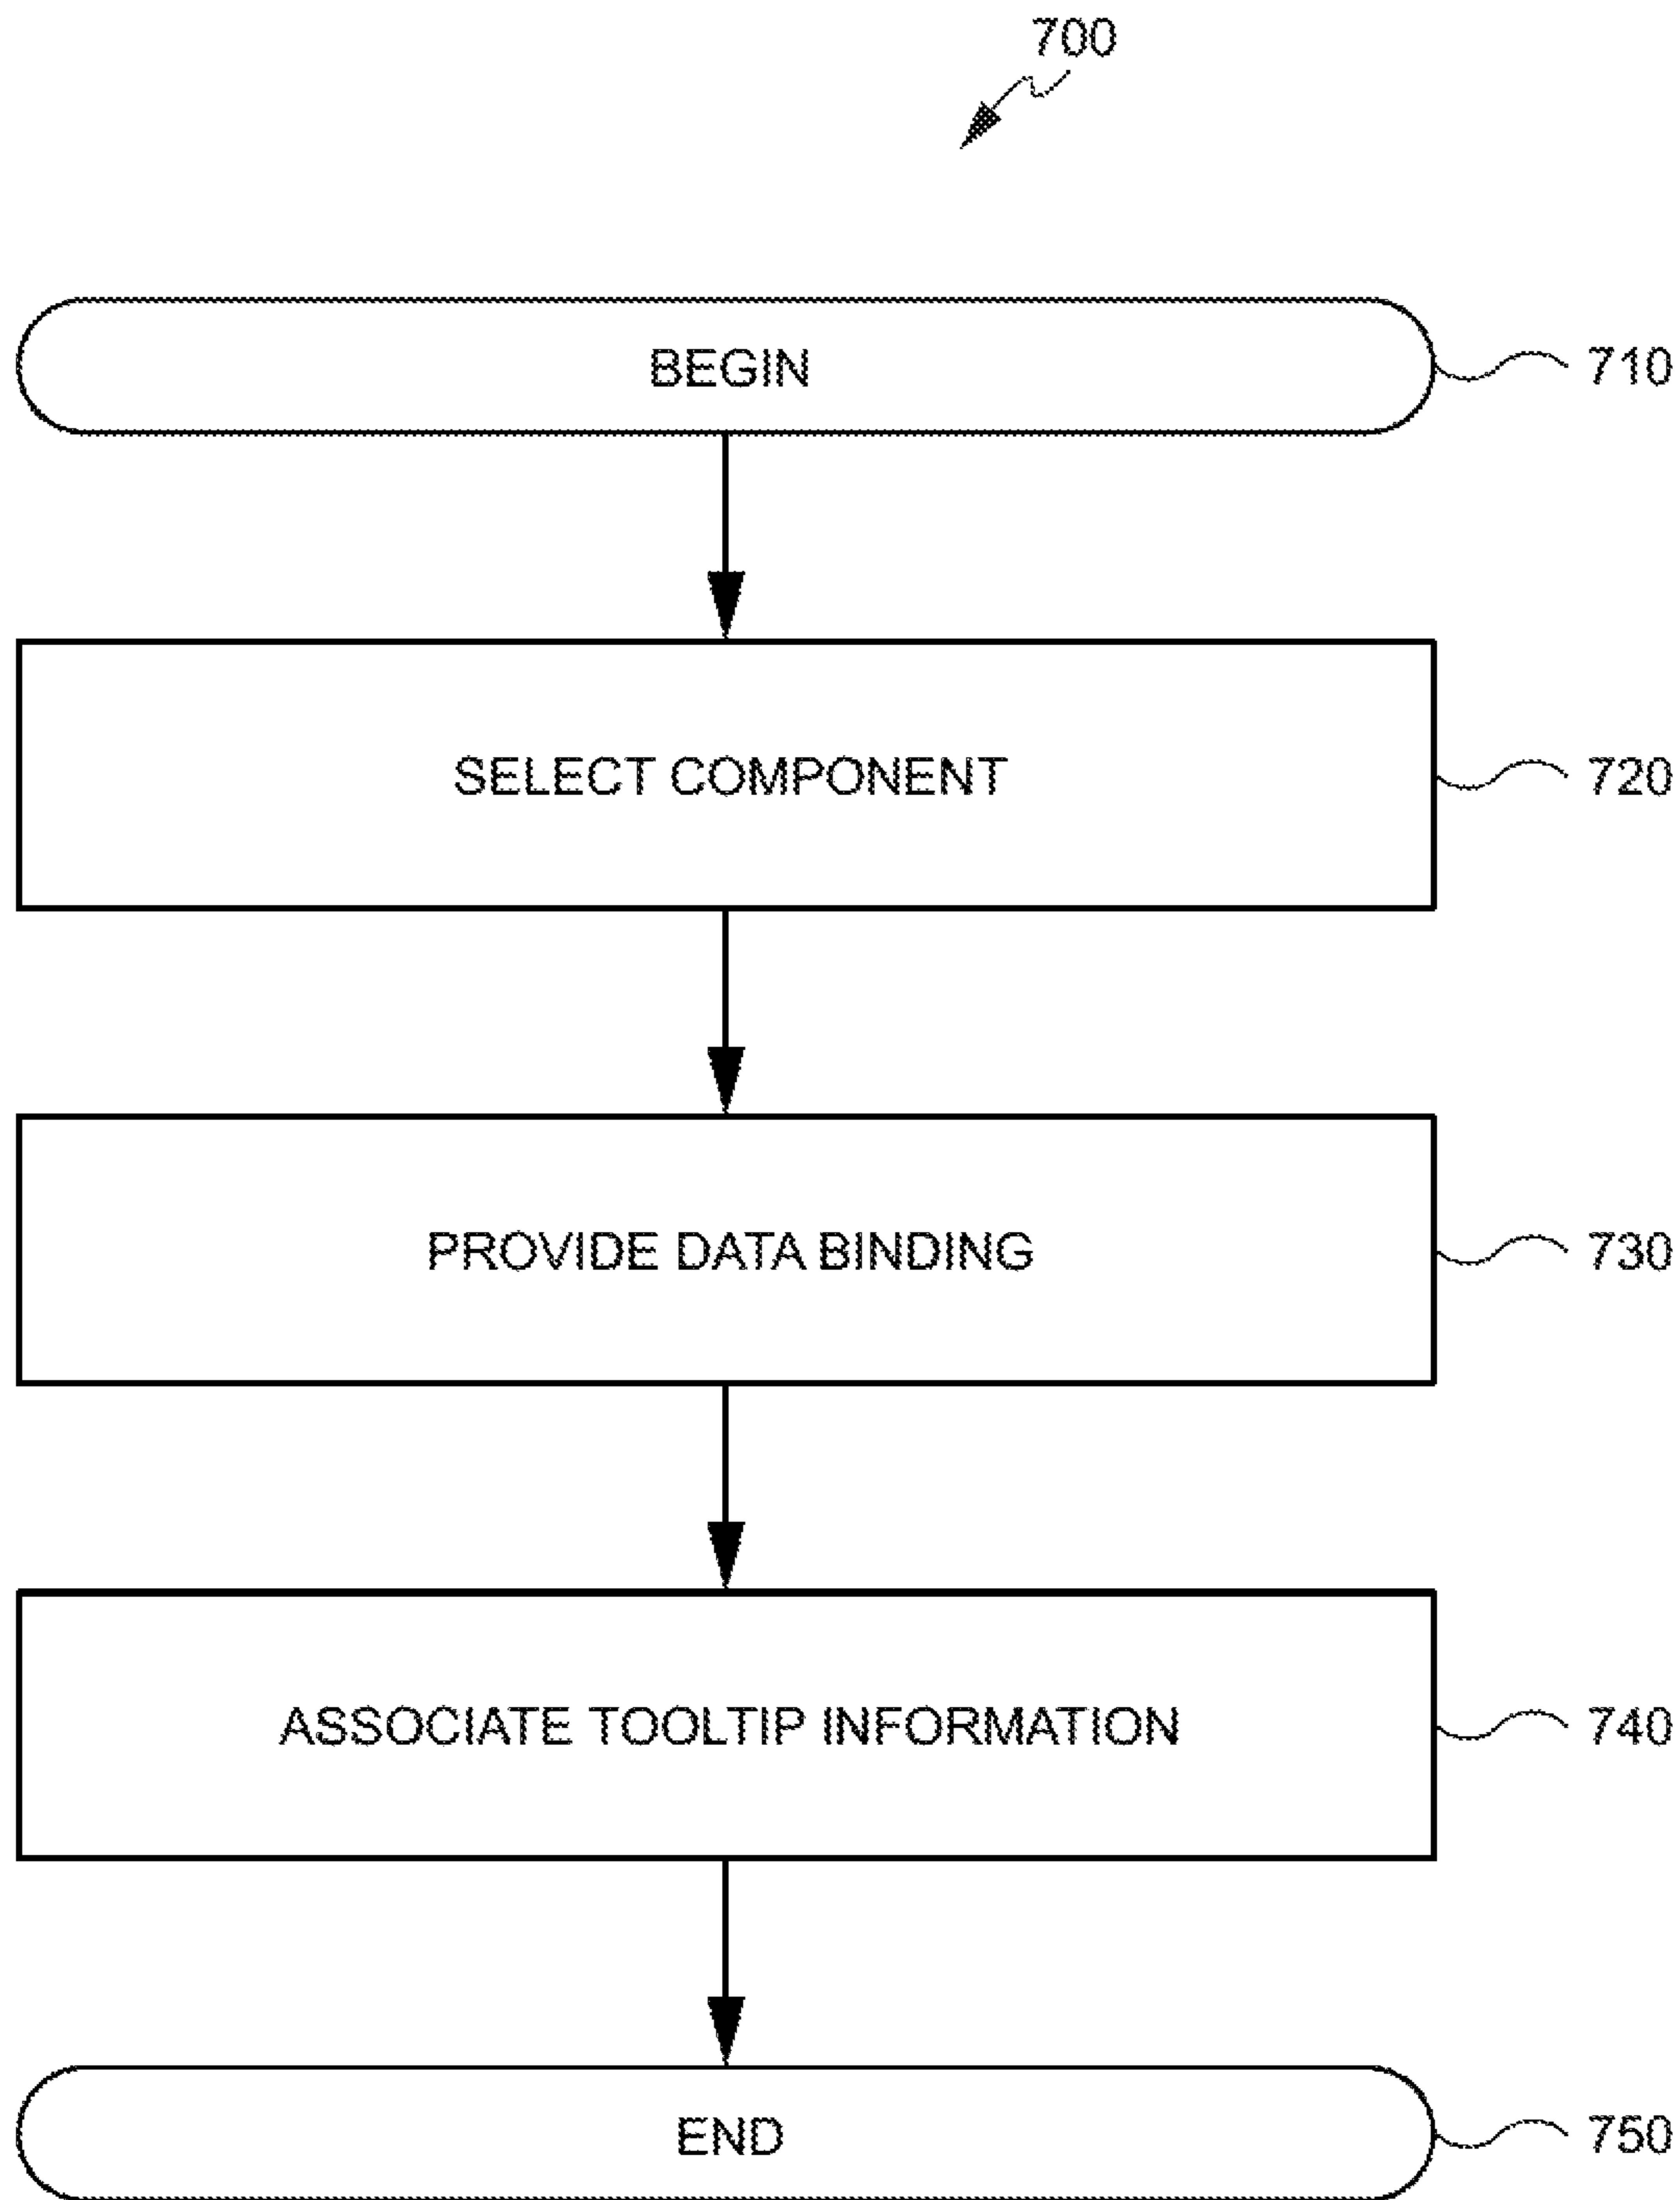 700
BEGIN
710
SELECT COMPONENT
720
PROVIDE DATA BINDING
730
ASSOCIATE TOOLTIP INFORMATION
740
END
750